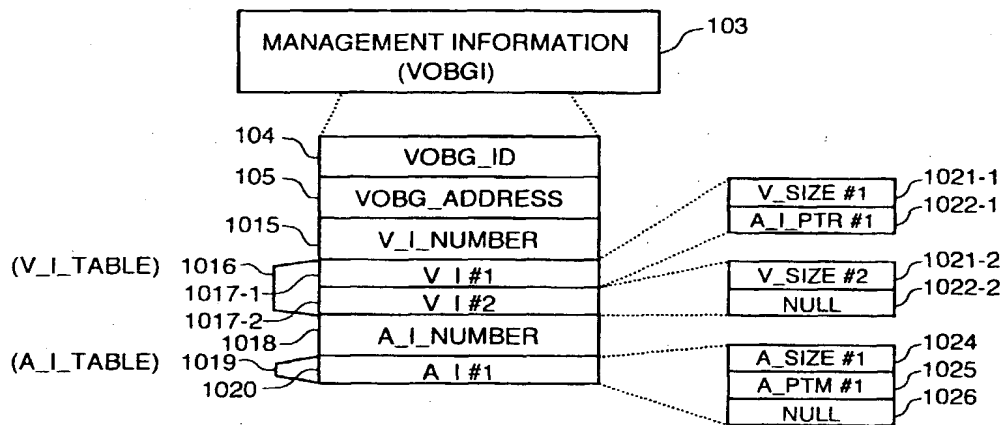 MANAGEMENT INFORMATION
(VOBGI)
103
104
VOBG_ID
105
VOBG_ADDRESS
1015
V_I_NUMBER
(V_I_TABLE)
1016
1017-1
V_I #1
1017-2
V_I #2
1018
A_I_NUMBER
(A_I_TABLE)
1019
1020
A_I #1
V_SIZE #1
1021-1
A_I_PTR #1
1022-1
V_SIZE #2
1021-2
NULL
1022-2
A_SIZE #1
1024
A_PTM #1
1025
NULL
1026